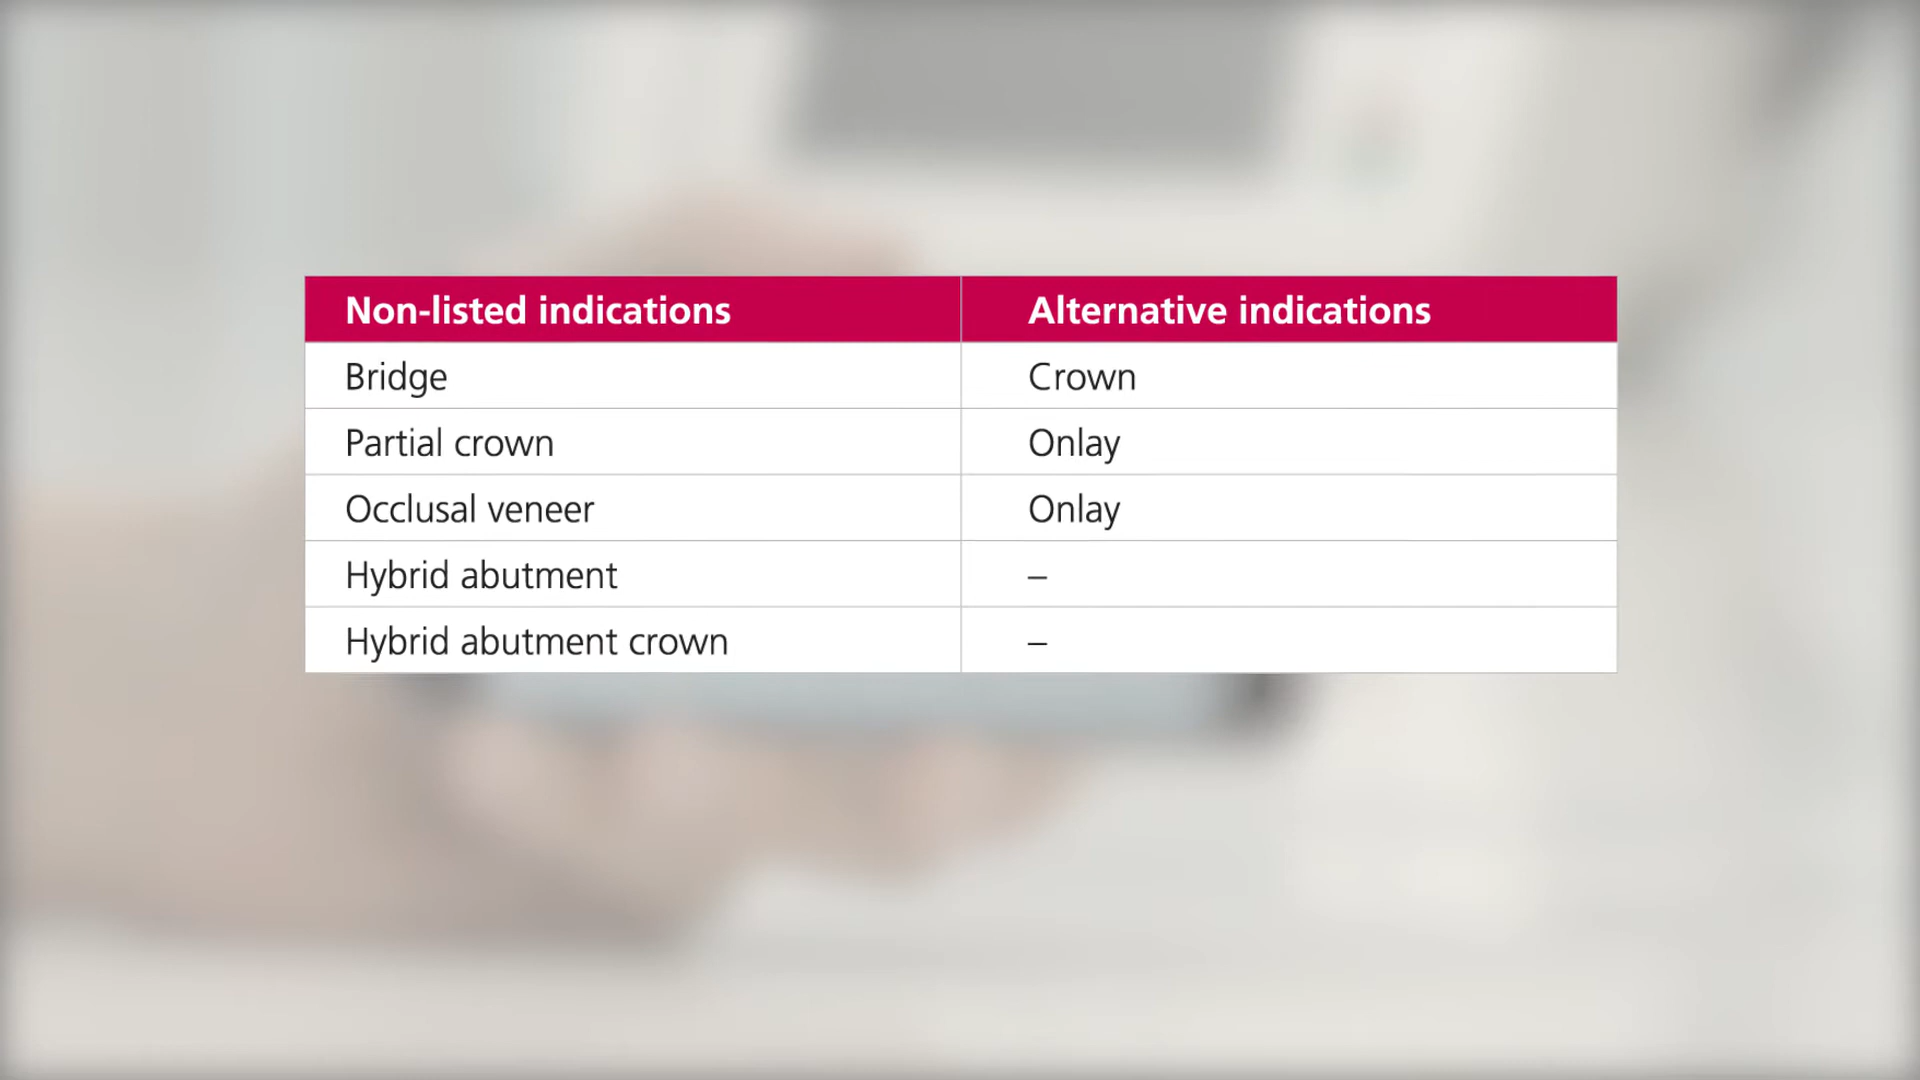 Non-listed indications Alternative indications
Bridge Crown
Partial crown Onlay
Occlusal veneer Onlay
Hybrid abutment –
Hybrid abutment crown –